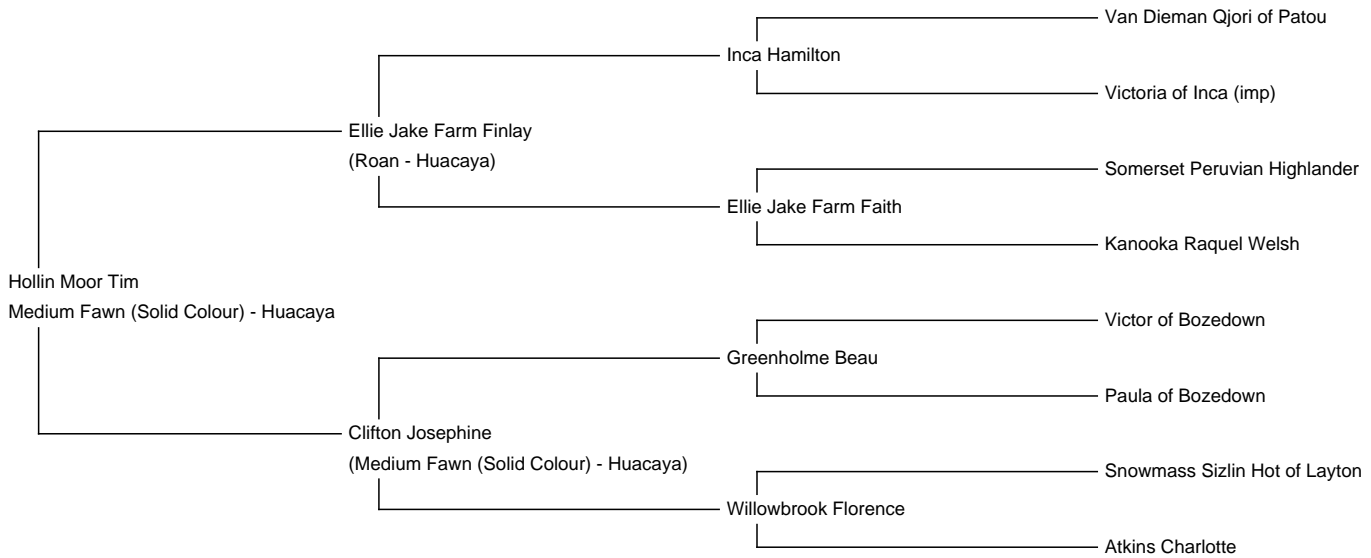 Van Dieman Qjori of Patou
Inca Hamilton
Victoria of Inca (imp)
Ellie Jake Farm Finlay
(Roan - Huacaya)
Somerset Peruvian Highlander
Ellie Jake Farm Faith
Kanooka Raquel Welsh
Hollin Moor Tim
Medium Fawn (Solid Colour) - Huacaya
Victor of Bozedown
Greenholme Beau
Paula of Bozedown
Clifton Josephine
(Medium Fawn (Solid Colour) - Huacaya)
Snowmass Sizlin Hot of Layton
Willowbrook Florence
Atkins Charlotte